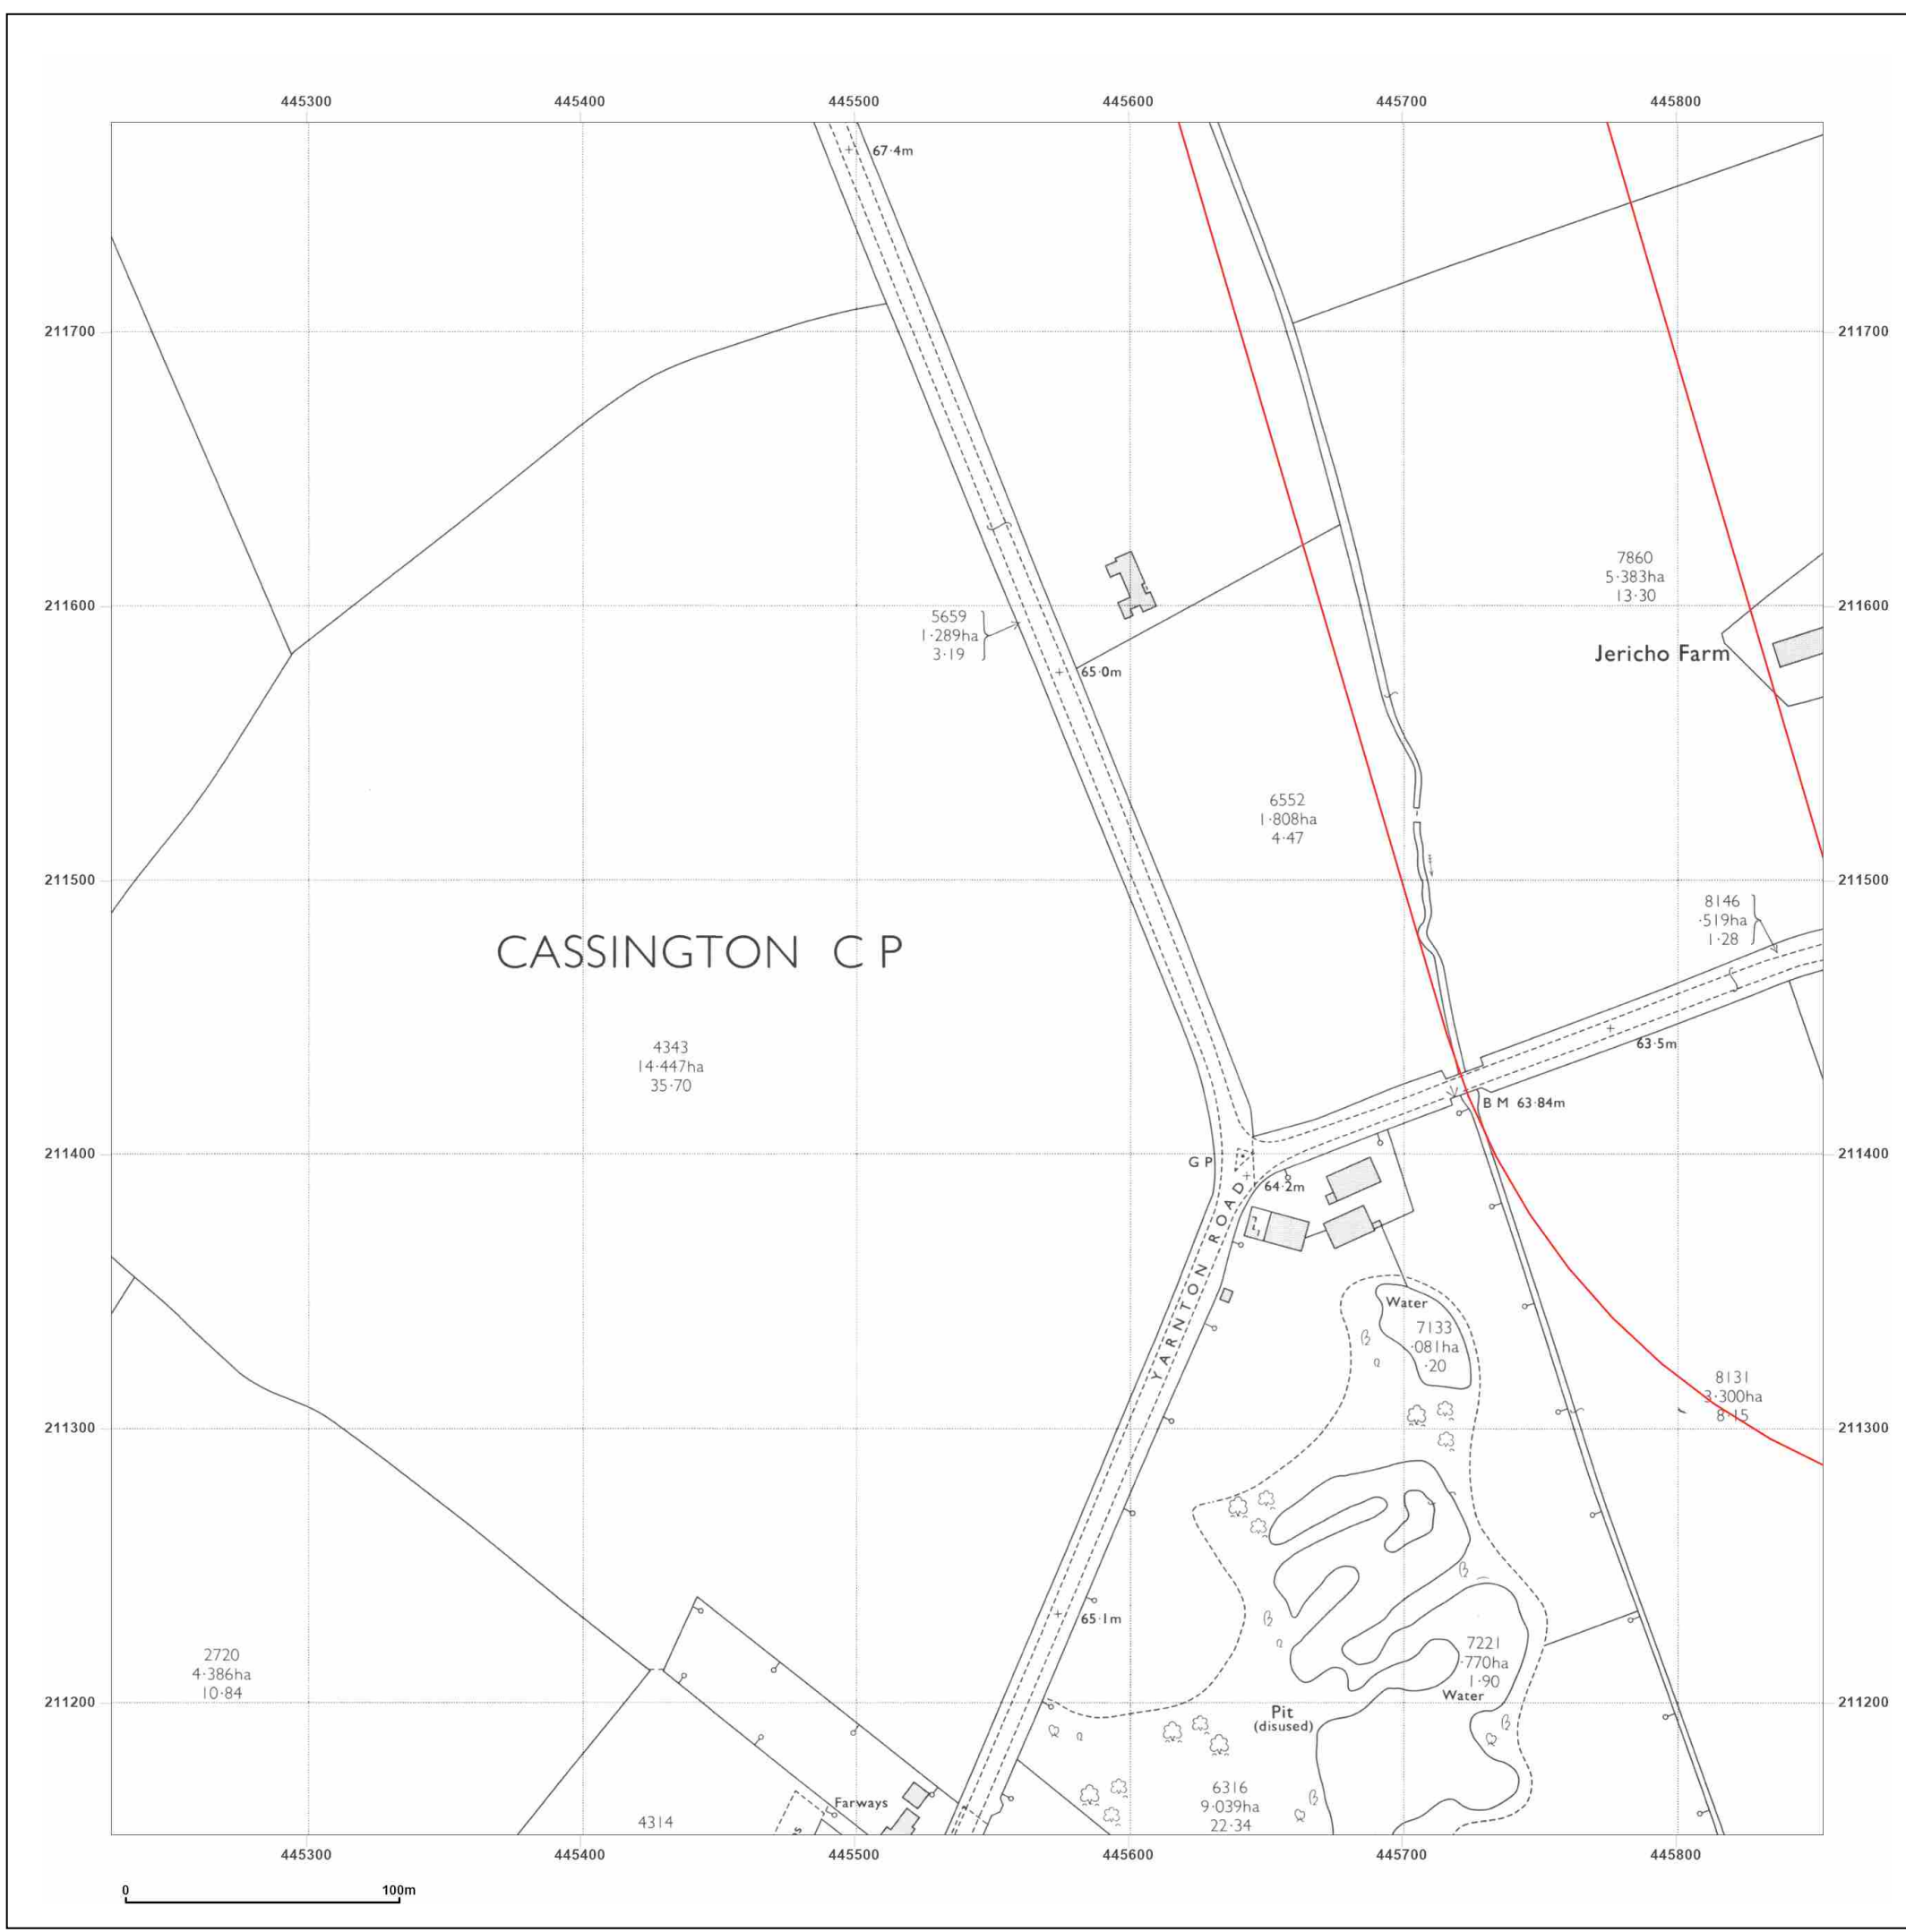 445300 445400 445500 445600 445700 445800
67·4m
211700 211700
7860
5·383ha
13·30
211600 211600
5659
1·289ha
3·19
Jericho Farm
65·0m
6552
1·808ha
4·47
211500 211500
8146
·519ha
1·28
CASSINGTON C P
63·5m
4343
14·447ha
35·70
B M 63·84m
211400 211400
G P
64·2m
YARNTON ROAD
Water
7133
·081ha
·20
8131
3·300ha
8·15
211300 211300
65·1m
2720
4·386ha
10·84
7221
·770ha
1·90
Water
211200 211200
Pit
(disused)
6316
9·039ha
22·34
Farways
4314
445300 445400 445500 445600 445700 445800
0 100m